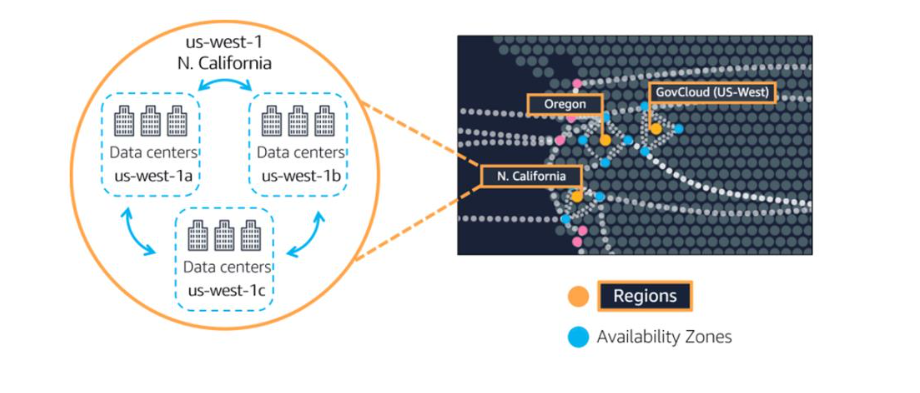 us-west-1
N. California
Data centers
us-west-1a
Data centers
us-west-1b
Data centers
us-west-1c
Oregon
GovCloud (US-West)
N. California
Regions
Availability Zones